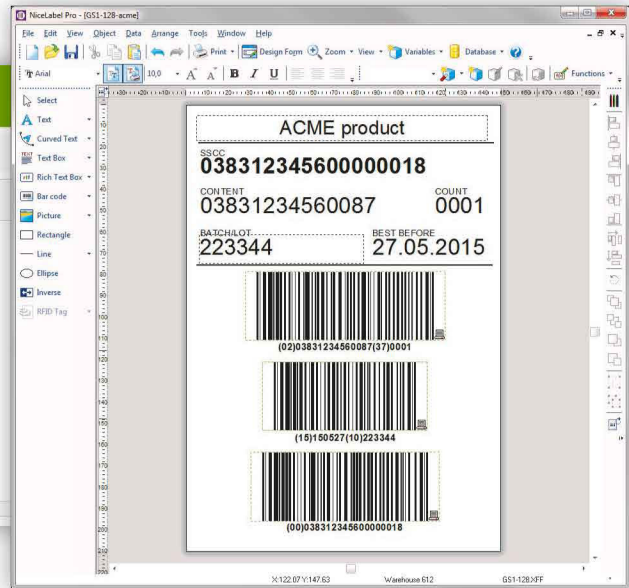 NiceLabel Pro - [GS1-128-acme]
File Edit View Object Data Arrange Tools Window Help
Print Design Form Zoom View Variables Database
Arial 10,0 B I U Functions
Select
Text
Curved Text
Text Box
Rich Text Box
Bar code
Picture
Rectangle
Line
Ellipse
Inverse
RFID Tag
ACME product
SSCC
038312345600000018
CONTENT COUNT
03831234560087 0001
BATCH/LOT BEST BEFORE
223344 27.05.2015
(02)03831234560087(37)0001
(15)150527(10)223344
(00)038312345600000018
X:122.07 Y:147.63 Warehouse 612 GS1-128.XFF